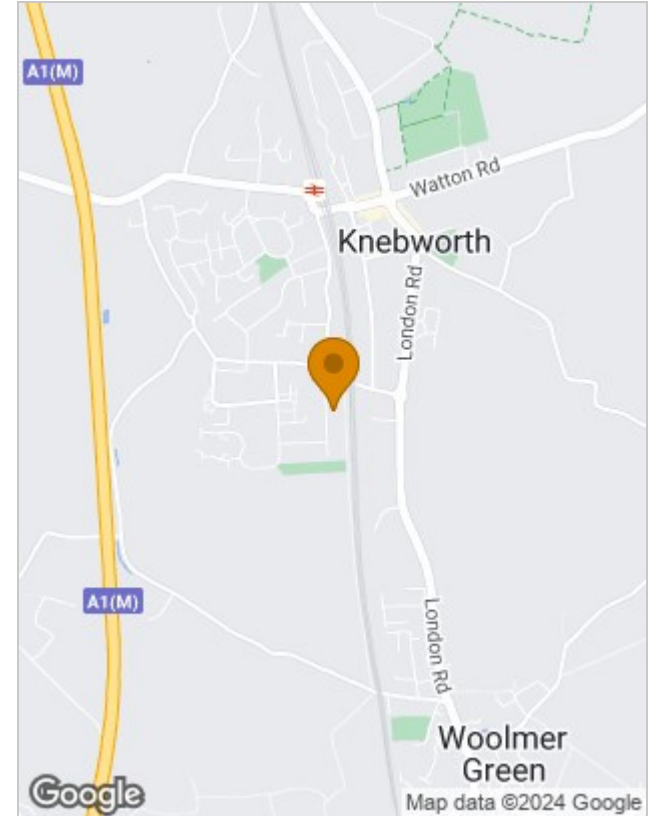 A1(M)
Watton Rd
Knebworth
London Rd
A1(M)
London Rd
Woolmer
Green
Google
Map data ©2024 Google